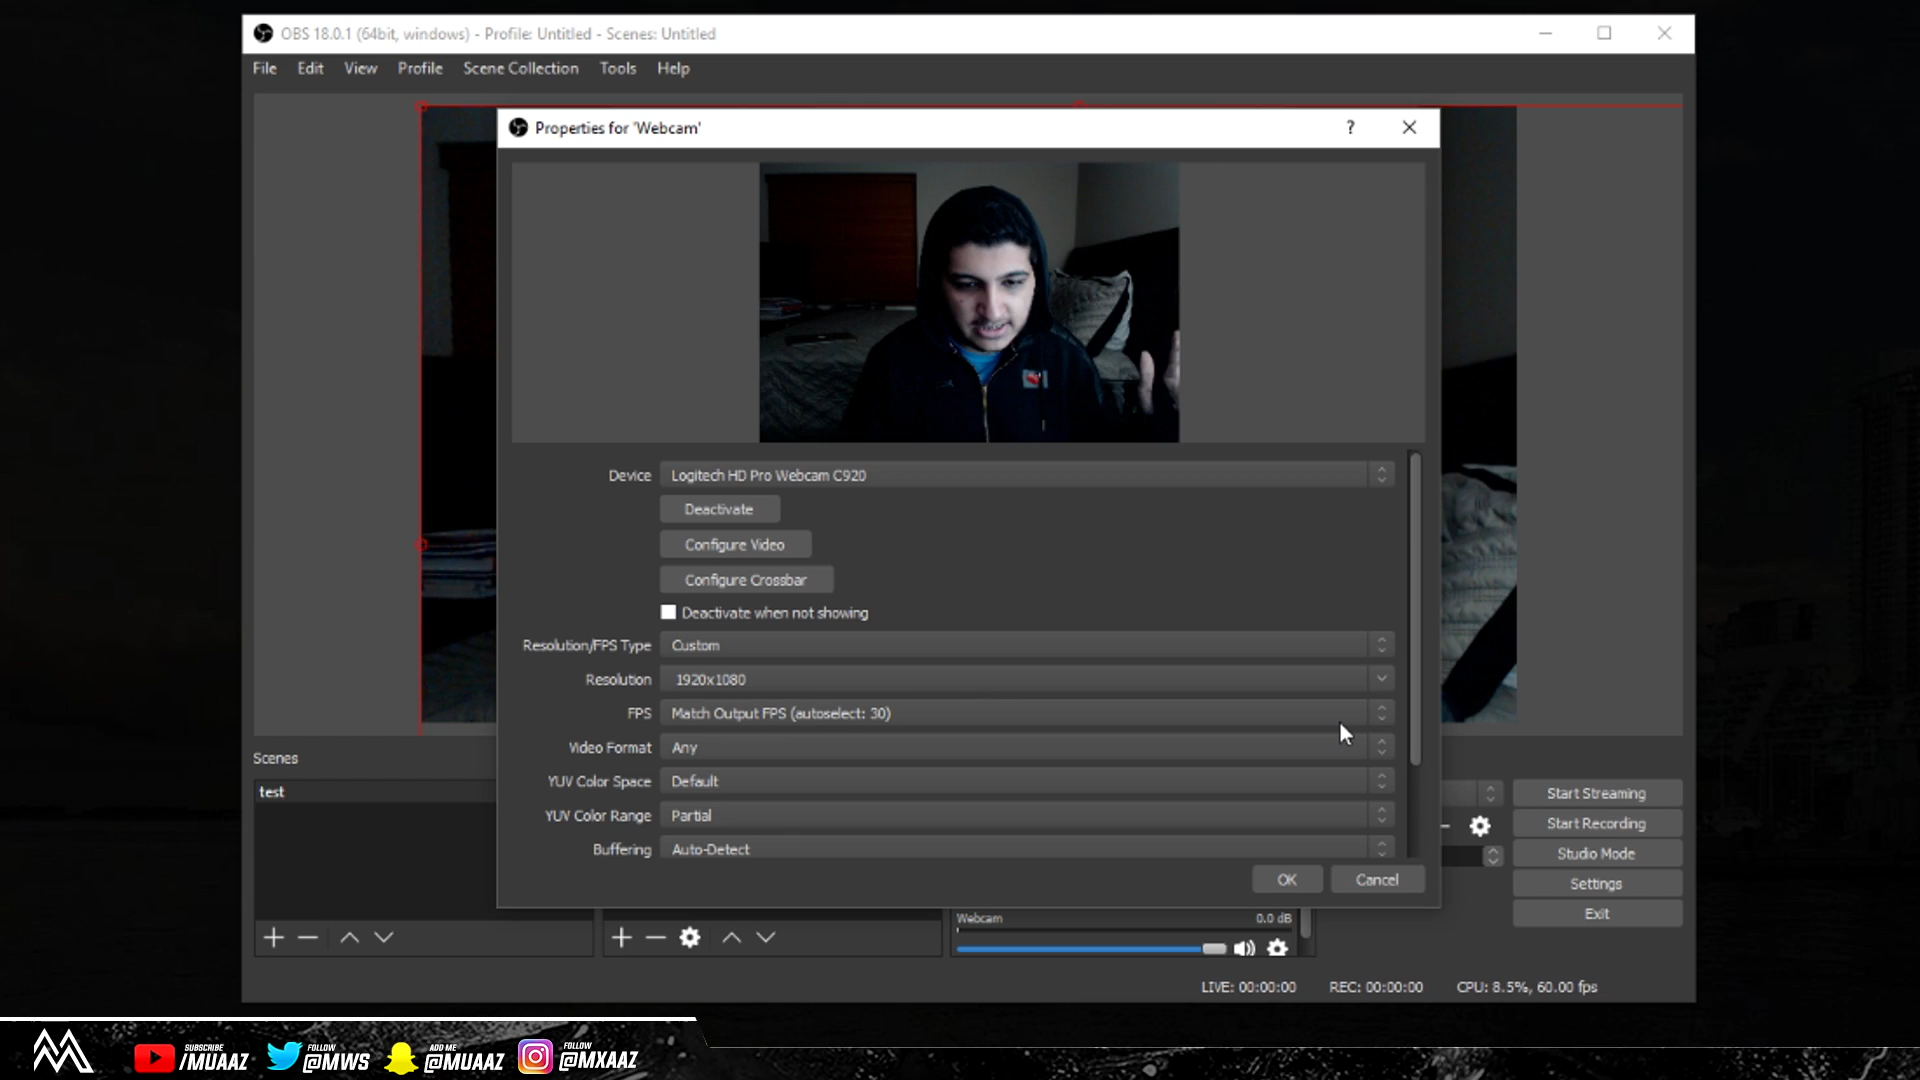 OBS 18.0.1 (64bit, windows) - Profile: Untitled - Scenes: Untitled
File Edit View Profile Scene Collection Tools Help
Properties for 'Webcam'
?
Device Logitech HD Pro Webcam C920
Deactivate
Configure Video
Configure Crossbar
Deactivate when not showing
Resolution/FPS Type Custom
Resolution 1920x1080
FPS Match Output FPS (autoselect: 30)
Video Format Any
YUV Color Space Default
YUV Color Range Partial
Buffering Auto-Detect
OK Cancel
Scenes
test
Start Streaming
Start Recording
Studio Mode
Settings
Exit
Webcam 0.0 dB
LIVE: 00:00:00 REC: 00:00:00 CPU: 8.5%, 60.00 fps
SUBSCRIBE
/MUAAZ
FOLLOW
@MWS
ADD ME
@MUAAZ
FOLLOW
@MXAAZ